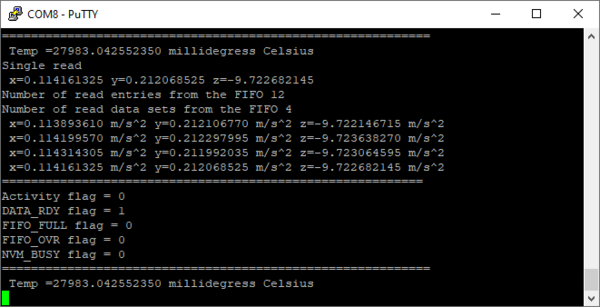 COM8 - PuTTY
============================================================
Temp =27983.042552350 millidegress Celsius
Single read
x=0.114161325 y=0.212068525 z=-9.722682145
Number of read entries from the FIFO 12
Number of read data sets from the FIFO 4
x=0.113893610 m/s^2 y=0.212106770 m/s^2 z=-9.722146715 m/s^2
x=0.114199570 m/s^2 y=0.212297995 m/s^2 z=-9.723638270 m/s^2
x=0.114314305 m/s^2 y=0.211992035 m/s^2 z=-9.723064595 m/s^2
x=0.114161325 m/s^2 y=0.212068525 m/s^2 z=-9.722682145 m/s^2
===========================================================
Activity flag = 0
DATA_RDY flag = 1
FIFO_FULL flag = 0
FIFO_OVR flag = 0
NVM_BUSY flag = 0
============================================================
Temp =27983.042552350 millidegress Celsius